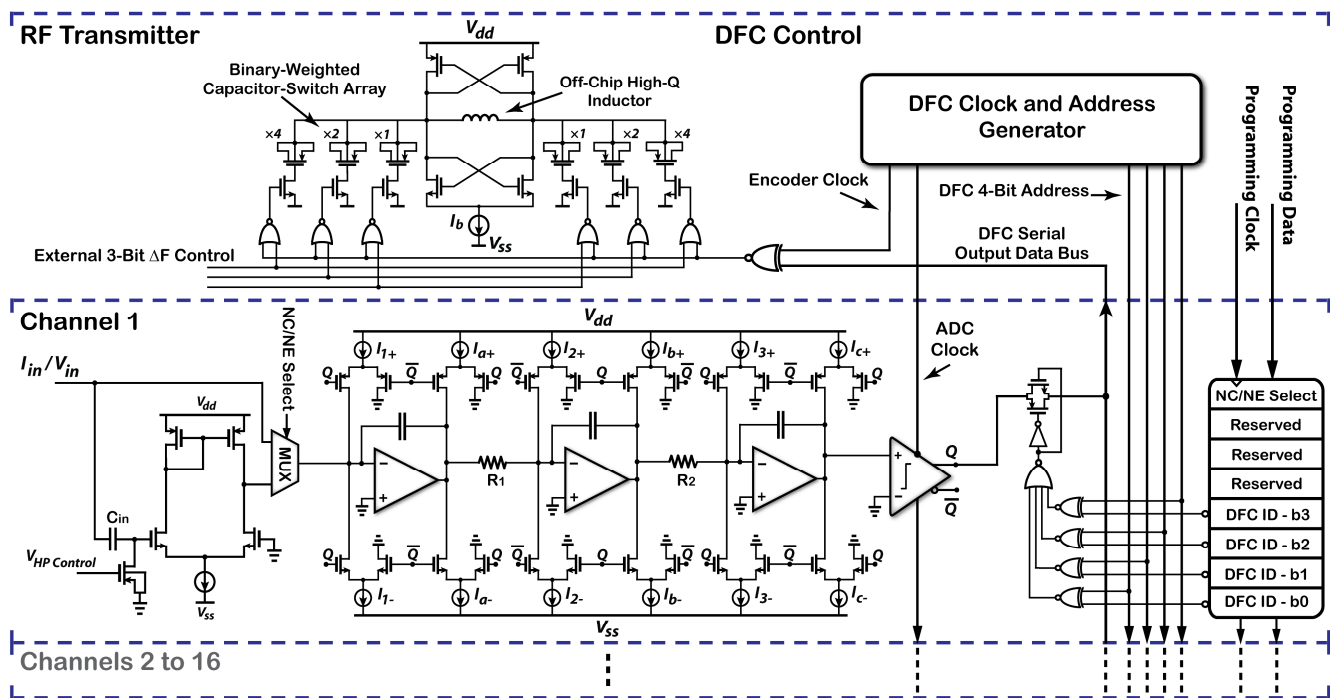 RF Transmitter
V_dd
DFC Control
Binary-Weighted
Capacitor-Switch Array
Off-Chip High-Q
Inductor
DFC Clock and Address
Generator
Programming Clock
Programming Data
×4 ×2 ×1
×1 ×2 ×4
Encoder Clock
DFC 4-Bit Address
I_b
V_ss
External 3-Bit ΔF Control
DFC Serial
Output Data Bus
Channel 1
V_dd
NC/NE Select
ADC
Clock
I_in/V_in
I_1+ I_a+ I_2+ I_b+ I_3+ I_c+
Q Q̅ Q Q̅ Q Q̅ Q Q̅ Q
NC/NE Select
Reserved
Reserved
Reserved
DFC ID - b3
DFC ID - b2
DFC ID - b1
DFC ID - b0
V_dd
MUX
− + − + − + − +
R_1 R_2
Q
Q̅
C_in
V_HP Control
V_ss
Q Q̅ Q Q̅ Q Q̅ Q Q̅ Q
I_1- I_a- I_2- I_b- I_3- I_c-
V_ss
Channels 2 to 16